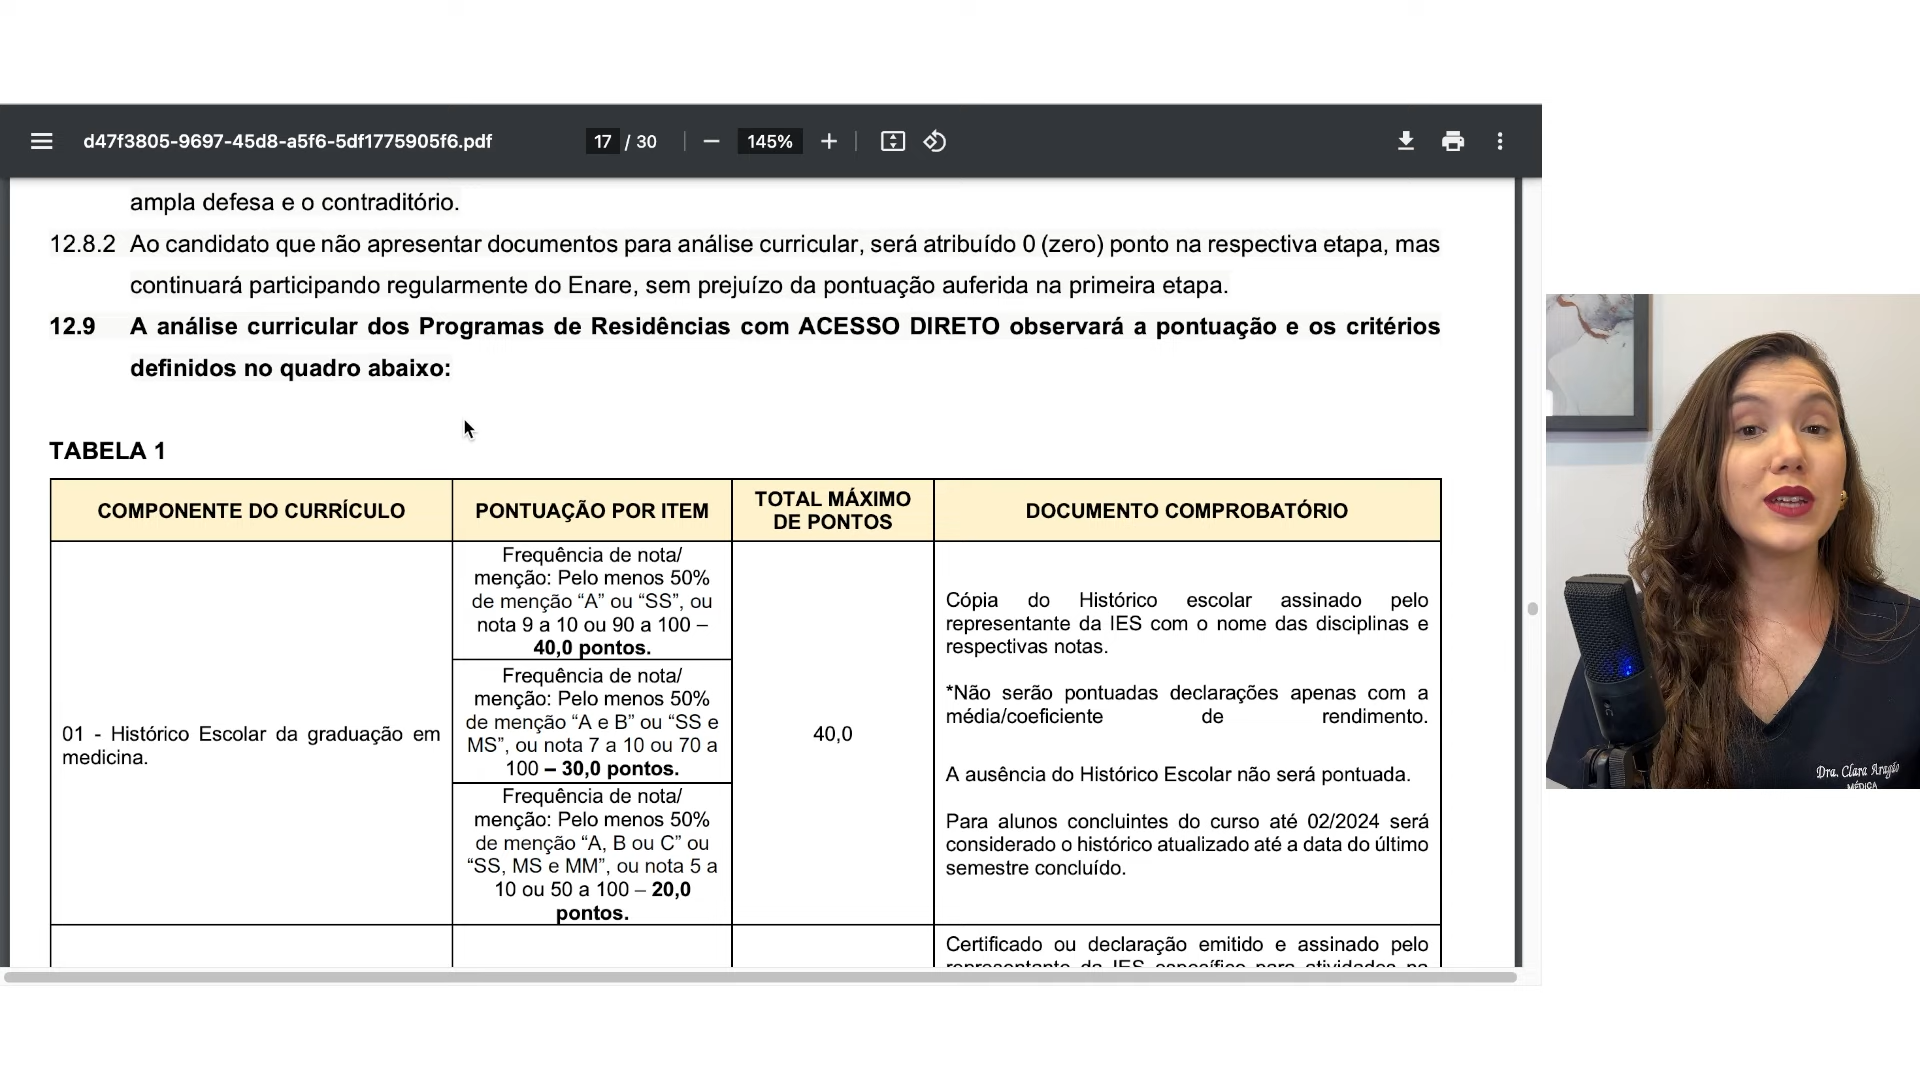 d47f3805-9697-45d8-a5f6-5df1775905f6.pdf
17 / 30
145%
ampla defesa e o contraditório.
12.8.2 Ao candidato que não apresentar documentos para análise curricular, será atribuído 0 (zero) ponto na respectiva etapa, mas
continuará participando regularmente do Enare, sem prejuízo da pontuação auferida na primeira etapa.
12.9 A análise curricular dos Programas de Residências com ACESSO DIRETO observará a pontuação e os critérios
definidos no quadro abaixo:
TABELA 1
COMPONENTE DO CURRÍCULO
PONTUAÇÃO POR ITEM
TOTAL MÁXIMO
DE PONTOS
DOCUMENTO COMPROBATÓRIO
01 - Histórico Escolar da graduação em
medicina.
Frequência de nota/
menção: Pelo menos 50%
de menção “A” ou “SS”, ou
nota 9 a 10 ou 90 a 100 –
40,0 pontos.
Frequência de nota/
menção: Pelo menos 50%
de menção “A e B” ou “SS e
MS”, ou nota 7 a 10 ou 70 a
100 – 30,0 pontos.
Frequência de nota/
menção: Pelo menos 50%
de menção “A, B ou C” ou
“SS, MS e MM”, ou nota 5 a
10 ou 50 a 100 – 20,0
pontos.
40,0
Cópia do Histórico escolar assinado pelo
representante da IES com o nome das disciplinas e
respectivas notas.
*Não serão pontuadas declarações apenas com a
média/coeficiente de rendimento.
A ausência do Histórico Escolar não será pontuada.
Para alunos concluintes do curso até 02/2024 será
considerado o histórico atualizado até a data do último
semestre concluído.
Certificado ou declaração emitido e assinado pelo
representante da IES específico para atividades na
Dra. Clara Aragão
MÉDICA